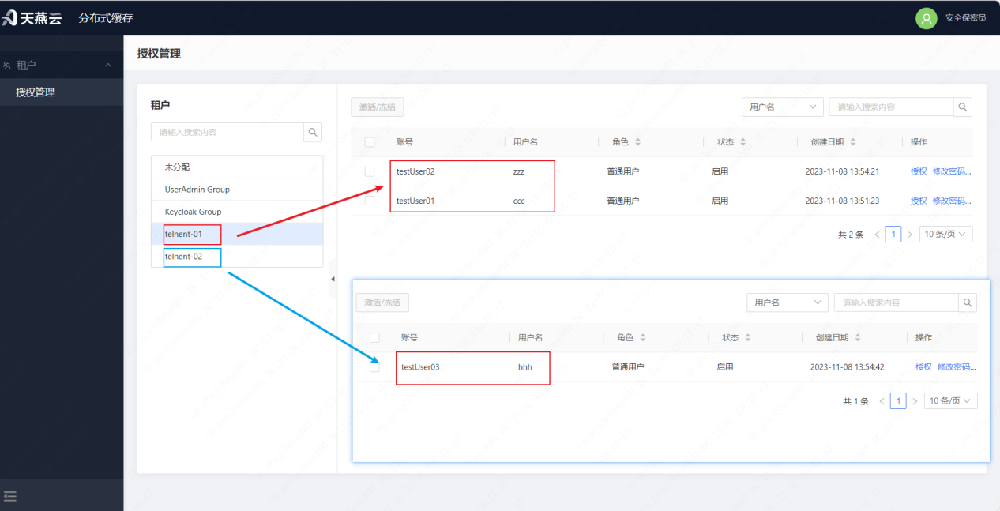 天燕云 分布式缓存 安全保密员
租户
授权管理
授权管理
租户
请输入搜索内容
未分配
UserAdmin Group
Keycloak Group
telnent-01
telnent-02
激活/冻结 用户名 请输入搜索内容
账号 用户名 角色 状态 创建日期 操作
testUser02 zzz 普通用户 启用 2023-11-08 13:54:21 授权 修改密码...
testUser01 ccc 普通用户 启用 2023-11-08 13:51:23 授权 修改密码...
共 2 条 < 1 > 10 条/页
激活/冻结 用户名 请输入搜索内容
账号 用户名 角色 状态 创建日期 操作
testUser03 hhh 普通用户 启用 2023-11-08 13:54:42 授权 修改密码...
共 1 条 < 1 > 10 条/页